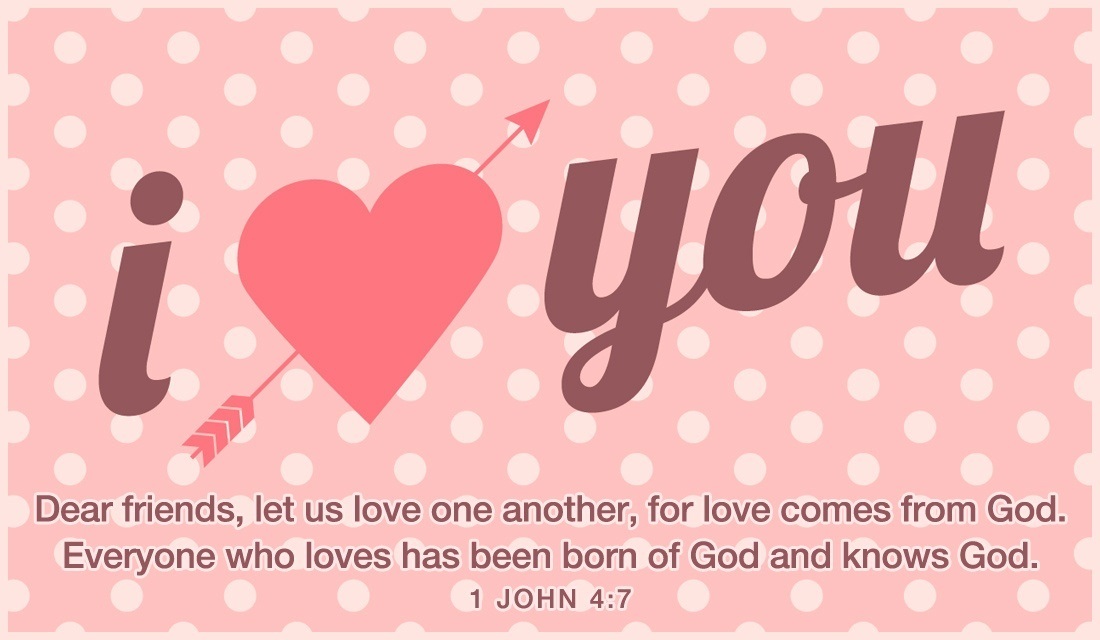 i you
Dear friends, let us love one another, for love comes from God.
Everyone who loves has been born of God and knows God.
1 JOHN 4:7